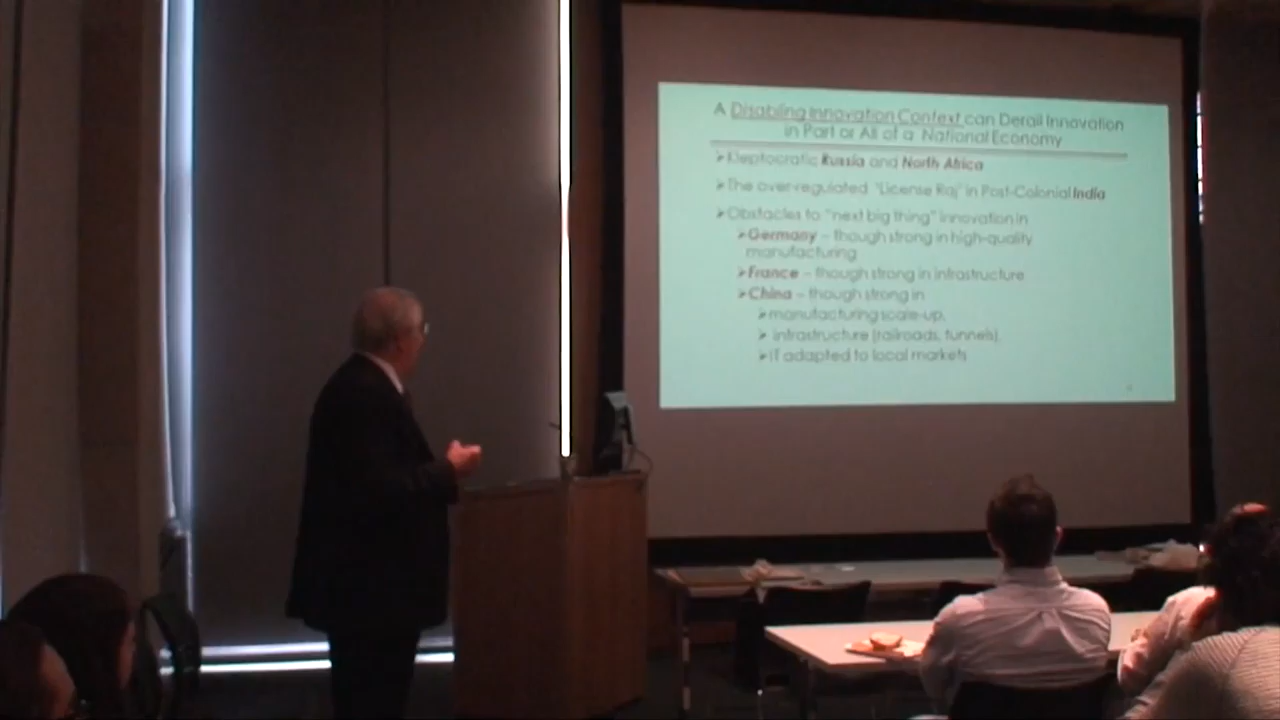 A Disabling Innovation Context can Derail Innovation
in Part or All of a National Economy
➢Kleptocratic Russia and North Africa
➢The over-regulated 'License Raj' in Post-Colonial India
➢Obstacles to "next big thing" innovation in
➢Germany – though strong in high-quality
manufacturing
➢France – though strong in infrastructure
➢China – though strong in
➢manufacturing scale-up,
➢ infrastructure (railroads, tunnels),
➢IT adapted to local markets